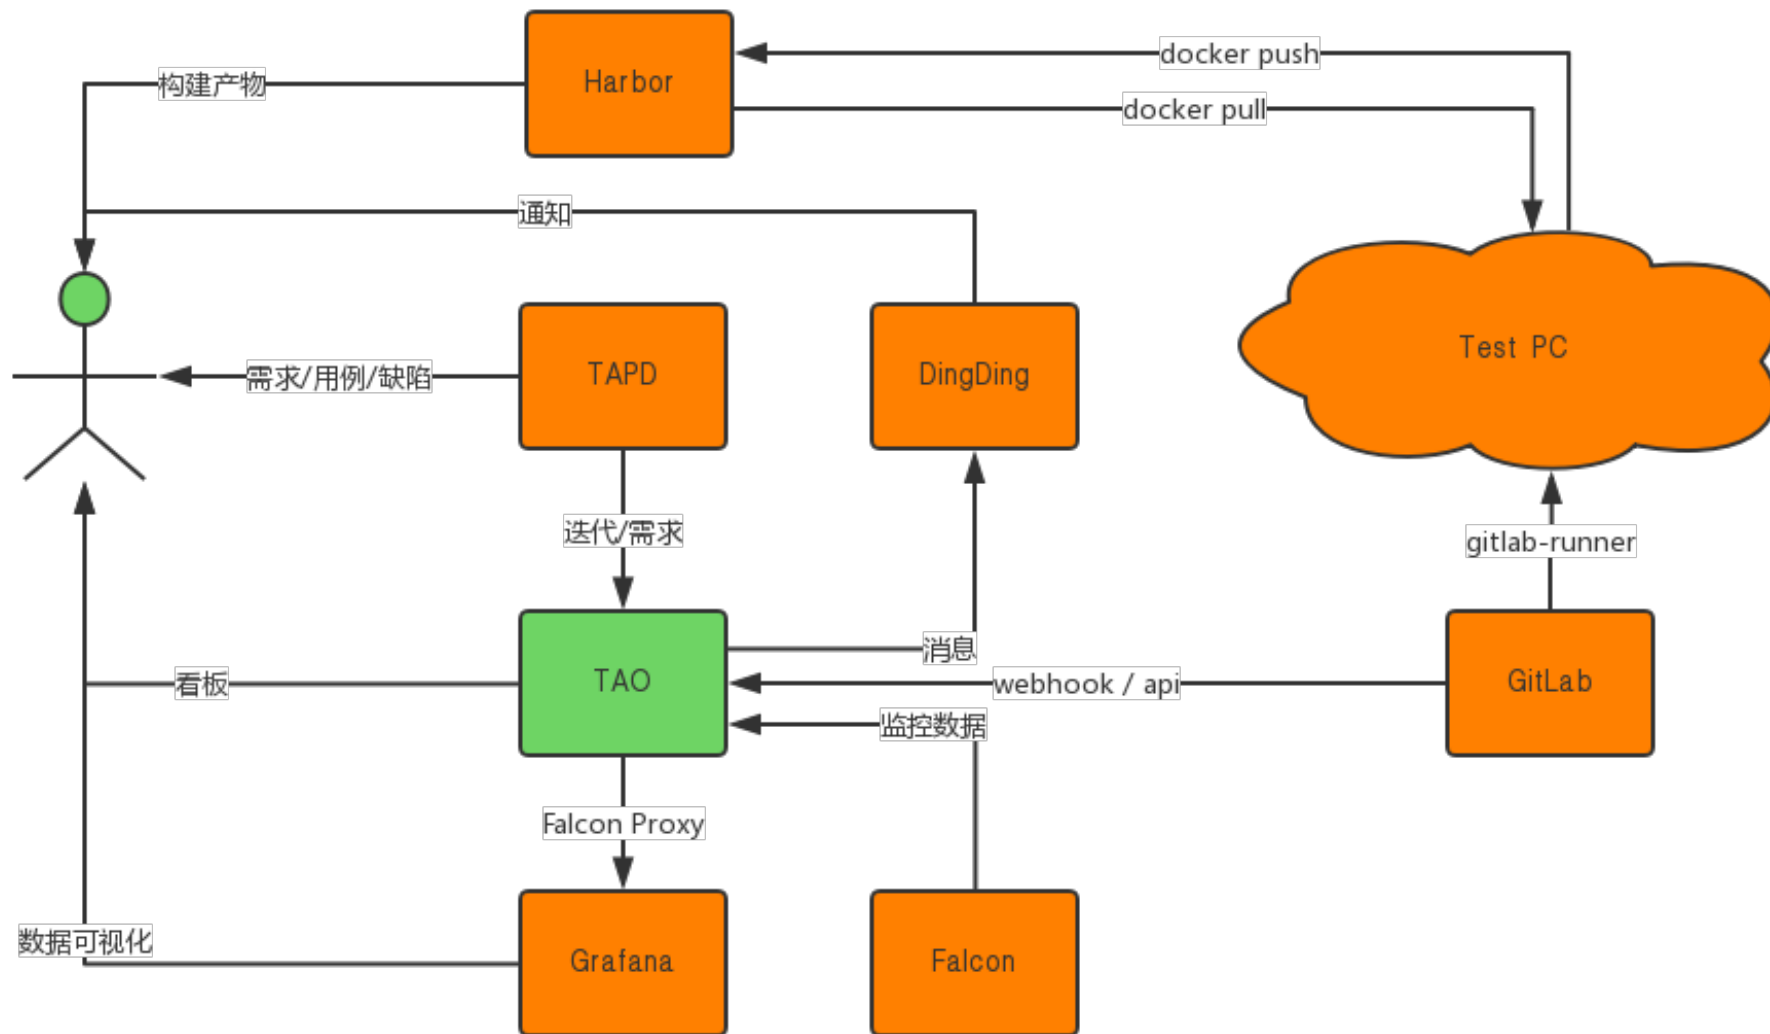 docker push
Harbor
构建产物
docker pull
通知
Test PC
需求/用例/缺陷
TAPD
DingDing
迭代/需求
gitlab-runner
消息
看板
TAO
webhook / api
GitLab
监控数据
Falcon Proxy
数据可视化
Grafana
Falcon